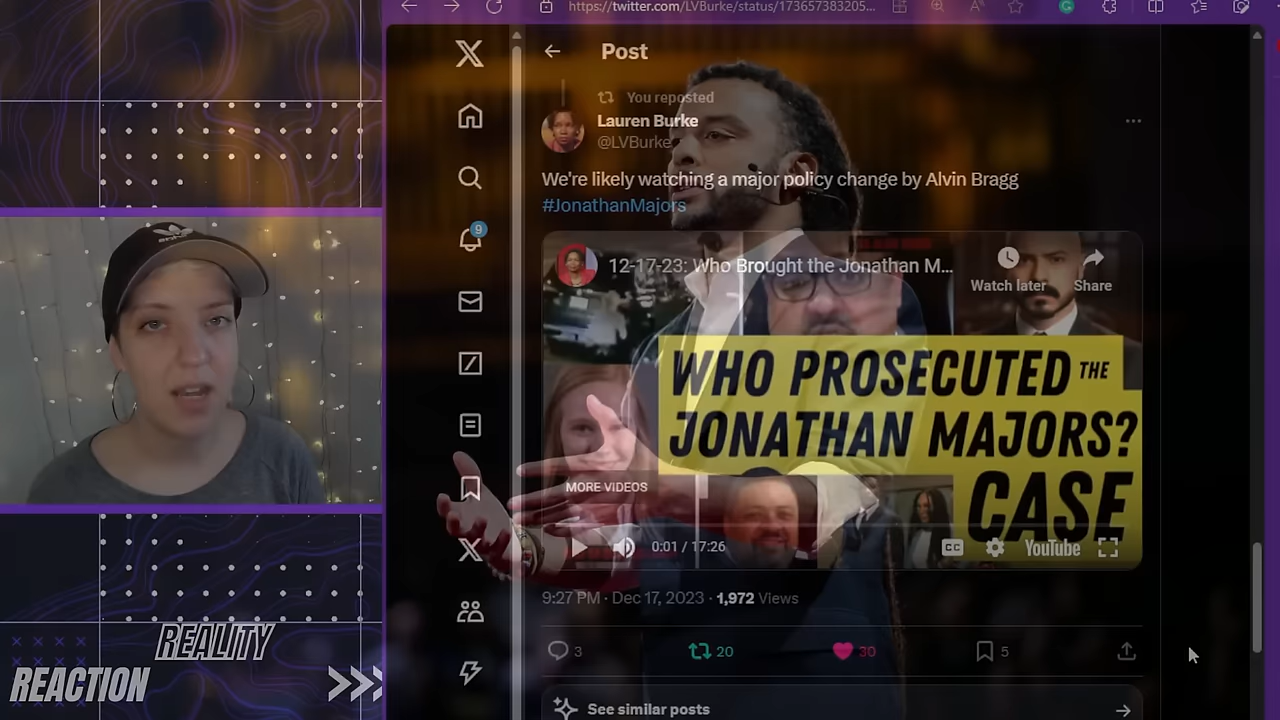 https://twitter.com/LVBurke/status/173657383205...
Post
You reposted
Lauren Burke
@LVBurke
We're likely watching a major policy change by Alvin Bragg
#JonathanMajors
9
12-17-23: Who Brought the Jonathan M...
Watch later
Share
WHO PROSECUTED THE
JONATHAN MAJORS?
CASE
MORE VIDEOS
0:01 / 17:26
CC
YouTube
9:27 PM · Dec 17, 2023 · 1,972 Views
3
20
30
5
See similar posts
REALITY
REACTION